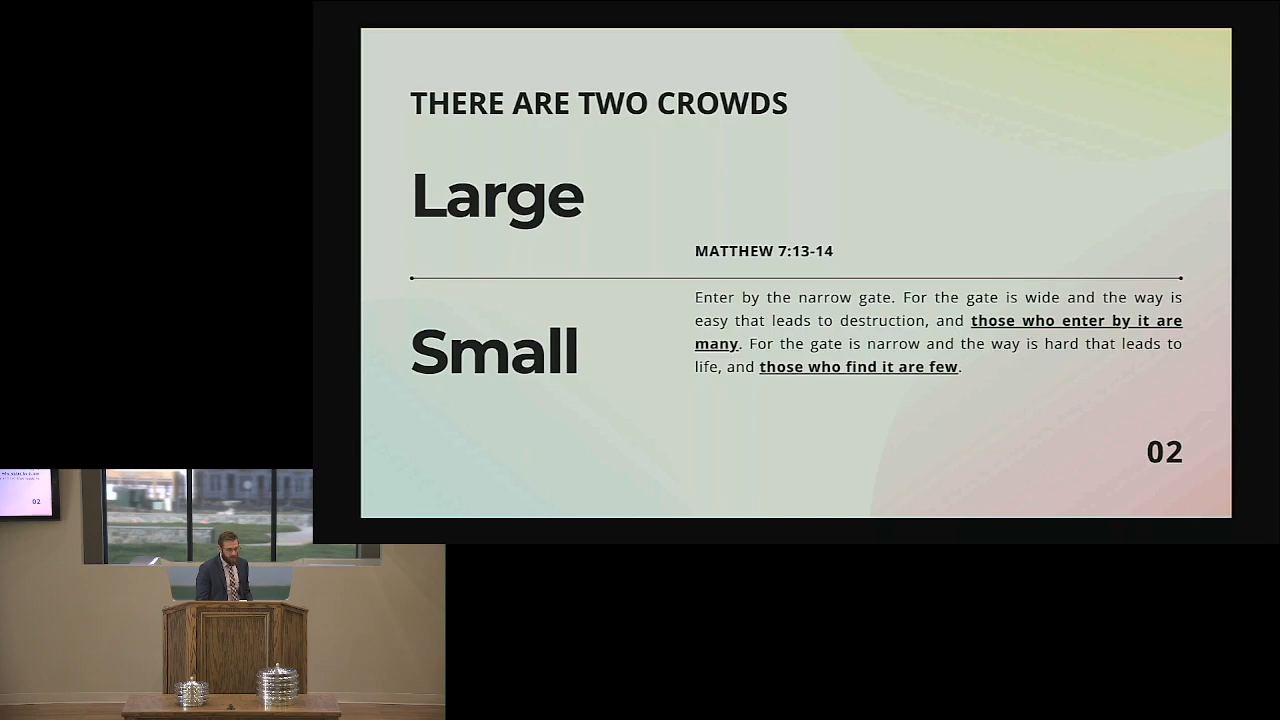 THERE ARE TWO CROWDS
Large
MATTHEW 7:13-14
Enter by the narrow gate. For the gate is wide and the way is
easy that leads to destruction, and those who enter by it are
many. For the gate is narrow and the way is hard that leads to
life, and those who find it are few.
Small
02
02